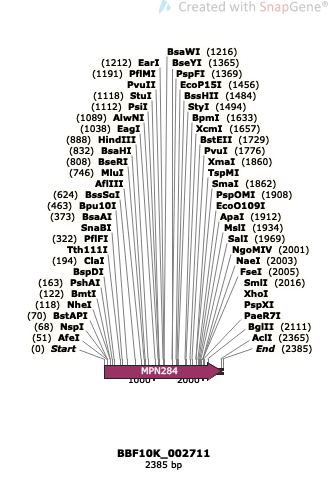 Created with SnapGene®
BsaWI (1216)
(1212) EarI BseYI (1365)
(1191) PflMI PspFI (1369)
PvuII EcoP15I (1456)
(1118) StuI BssHII (1484)
(1112) PsiI StyI (1494)
(1089) AlwNI BpmI (1633)
(1038) EagI XcmI (1657)
(888) HindIII BstEII (1729)
(832) BsaHI PvuI (1776)
(808) BseRI XmaI (1860)
(746) MluI TspMI
AflIII SmaI (1862)
(624) BssSαI PspOMI (1908)
(463) Bpu10I EcoO109I
(373) BsaAI ApaI (1912)
SnaBI MslI (1934)
(322) PflFI SalI (1969)
Tth111I NgoMIV (2001)
(194) ClaI NaeI (2003)
BspDI FseI (2005)
(163) PshAI SmlI (2016)
(122) BmtI XhoI
(118) NheI PspXI
(70) BstAPI PaeR7I
(68) NspI BglII (2111)
(51) AfeI AclI (2365)
(0) Start End (2385)
MPN284
1000 2000
BBF10K_002711
2385 bp